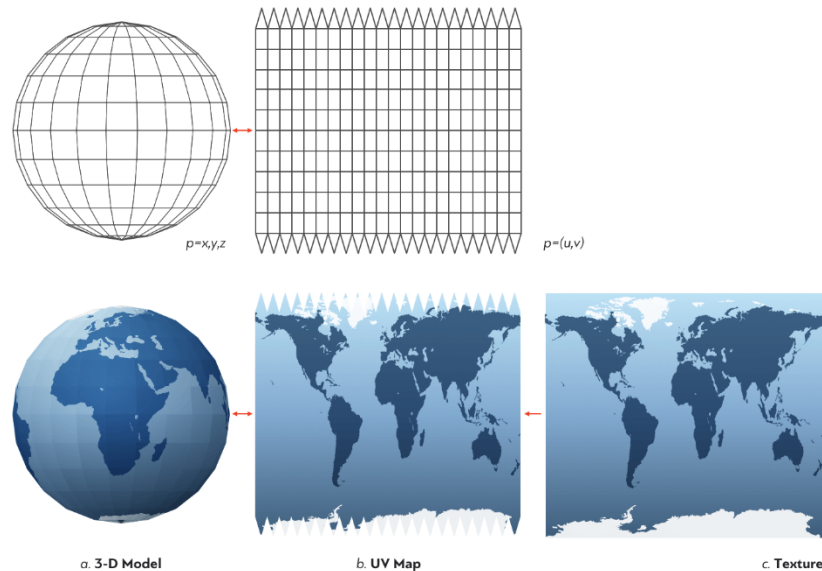 p=x,y,z
p=(u,v)
a. 3-D Model
b. UV Map
c. Texture